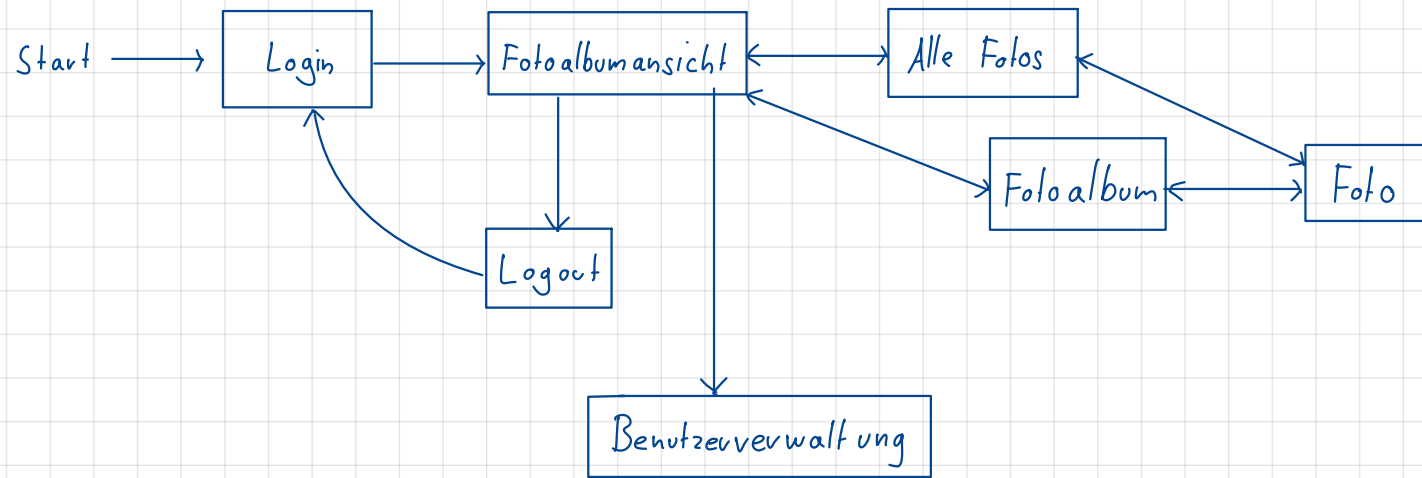 Start
Login
Fotoalbumansicht
Alle Fotos
Fotoalbum
Foto
Logout
Benutzerverwaltung